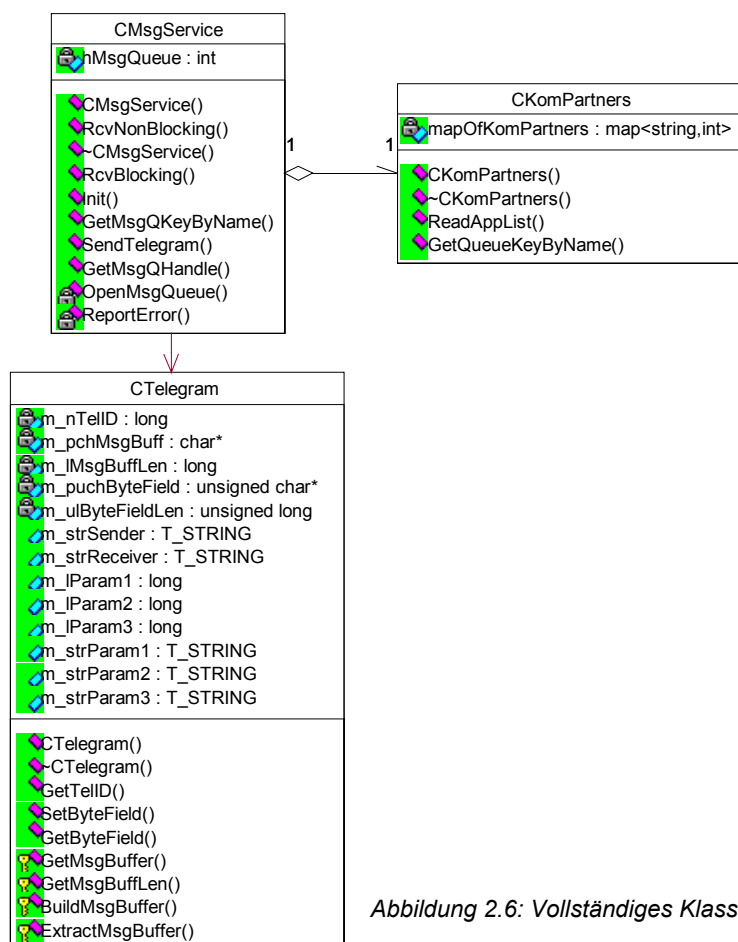 CMsgService
hMsgQueue : int
CMsgService()
RcvNonBlocking()
~CMsgService()
RcvBlocking()
Init()
GetMsgQKeyByName()
SendTelegram()
GetMsgQHandle()
OpenMsgQueue()
ReportError()
1
1
CKomPartners
mapOfKomPartners : map<string,int>
CKomPartners()
~CKomPartners()
ReadAppList()
GetQueueKeyByName()
CTelegram
m_nTelID : long
m_pchMsgBuff : char*
m_lMsgBuffLen : long
m_puchByteField : unsigned char*
m_ulByteFieldLen : unsigned long
m_strSender : T_STRING
m_strReceiver : T_STRING
m_lParam1 : long
m_lParam2 : long
m_lParam3 : long
m_strParam1 : T_STRING
m_strParam2 : T_STRING
m_strParam3 : T_STRING
CTelegram()
~CTelegram()
GetTelID()
SetByteField()
GetByteField()
GetMsgBuffer()
GetMsgBuffLen()
BuildMsgBuffer()
ExtractMsgBuffer()
Abbildung 2.6: Vollständiges Klass